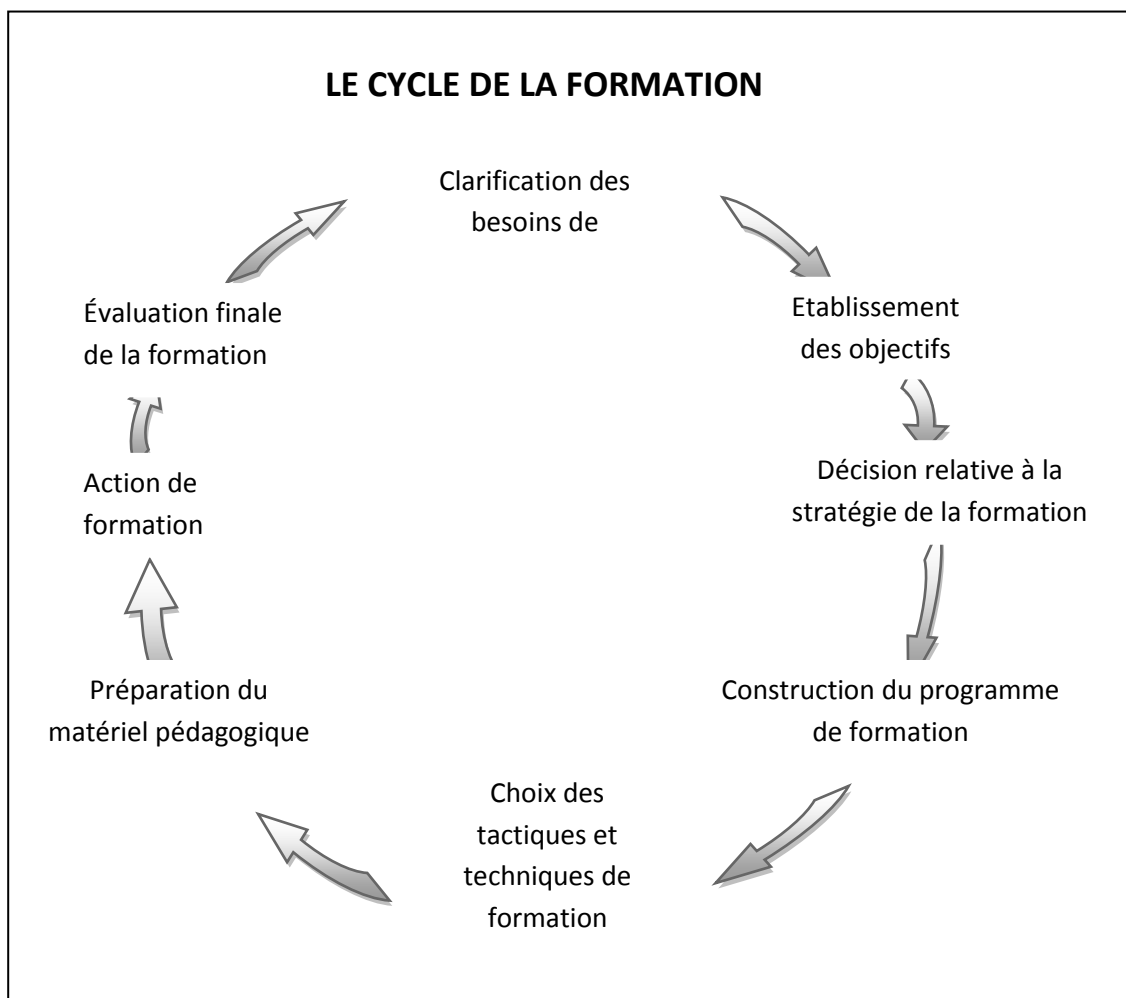 LE CYCLE DE LA FORMATION
Clarification des
besoins de
Etablissement
des objectifs
Décision relative à la
stratégie de la formation
Construction du programme
de formation
Choix des
tactiques et
techniques de
formation
Préparation du
matériel pédagogique
Action de
formation
Évaluation finale
de la formation